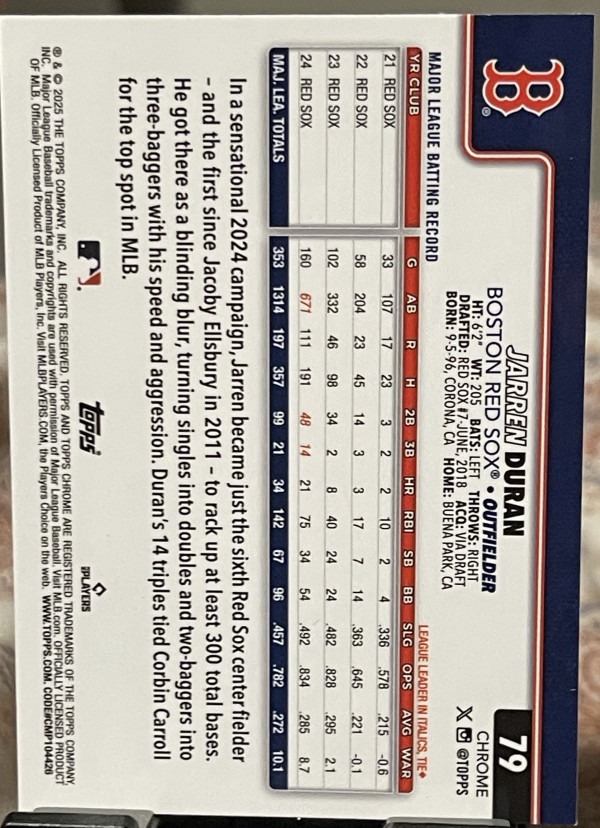 B®
JARREN DURAN
BOSTON RED SOX® • OUTFIELDER
HT: 6'2" WT: 205 BATS: LEFT THROWS: RIGHT
DRAFTED: RED SOX #7-JUNE, 2018 ACQ: VIA DRAFT
BORN: 9-5-96, CORONA, CA HOME: BUENA PARK, CA
79
CHROME
X @TOPPS
MAJOR LEAGUE BATTING RECORD
LEAGUE LEADER IN ITALICS, TIE♦
YR CLUB G AB R H 2B 3B HR RBI SB BB SLG OPS AVG WAR
21 RED SOX 33 107 17 23 3 2 2 10 2 4 .336 .578 .215 -0.6
22 RED SOX 58 204 23 45 14 3 3 17 7 14 .363 .645 .221 -0.1
23 RED SOX 102 332 46 98 34 2 8 40 24 24 .482 .828 .295 2.1
24 RED SOX 160 671 111 191 48 14 21 75 34 54 .492 .834 .285 8.7
MAJ. LEA. TOTALS 353 1314 197 357 99 21 34 142 67 96 .457 .782 .272 10.1
In a sensational 2024 campaign, Jarren became just the sixth Red Sox center fielder
– and the first since Jacoby Ellsbury in 2011 – to rack up at least 300 total bases.
He got there as a blinding blur, turning singles into doubles and two-baggers into
three-baggers with his speed and aggression. Duran's 14 triples tied Corbin Carroll
for the top spot in MLB.
topps®
PLAYERS
® & © 2025 THE TOPPS COMPANY, INC. ALL RIGHTS RESERVED. TOPPS AND TOPPS CHROME ARE REGISTERED TRADEMARKS OF THE TOPPS COMPANY,
INC. Major League Baseball trademarks and copyrights are used with permission of Major League Baseball. Visit MLB.com. OFFICIALLY LICENSED PRODUCT
OF MLB. Officially Licensed Product of MLB Players, Inc. Visit MLBPLAYERS.COM, the Players Choice on the web. WWW.TOPPS.COM. CODE#CMP104426